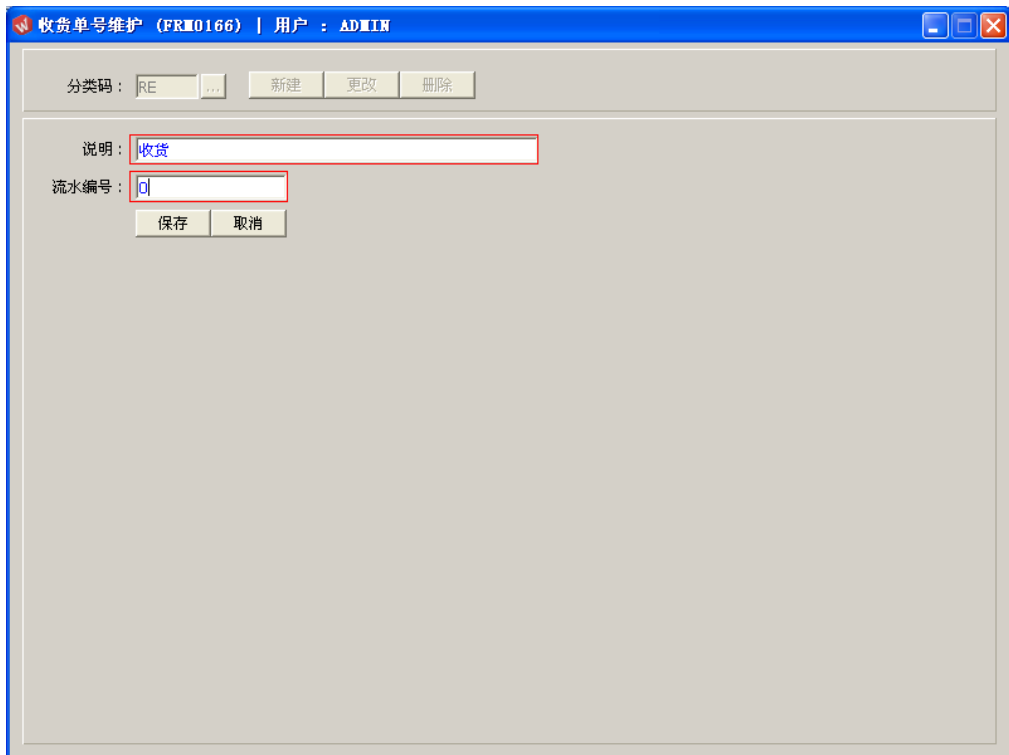 收货单号维护 (FRM0166) | 用户 : ADMIN
分类码： RE ... 新建 更改 删除
说明： 收货
流水编号： 0
保存 取消